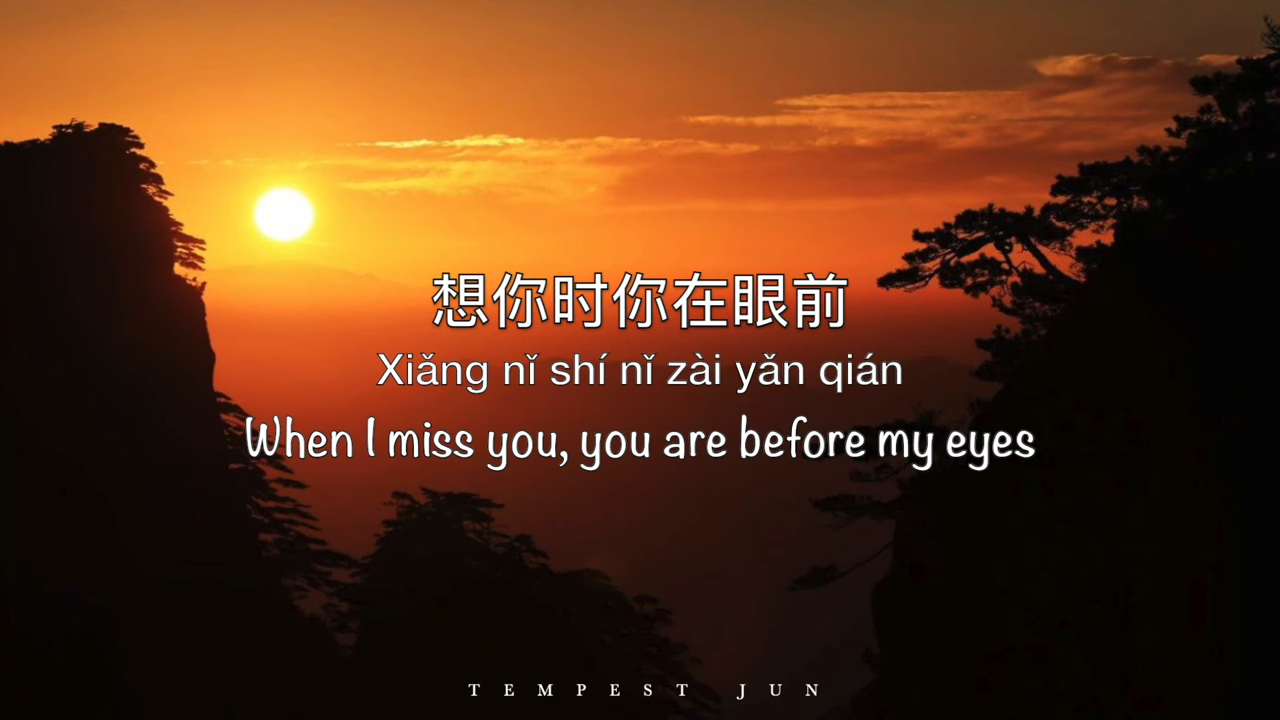 想你时你在眼前
Xiǎng nǐ shí nǐ zài yǎn qián
When I miss you, you are before my eyes
TEMPEST JUN